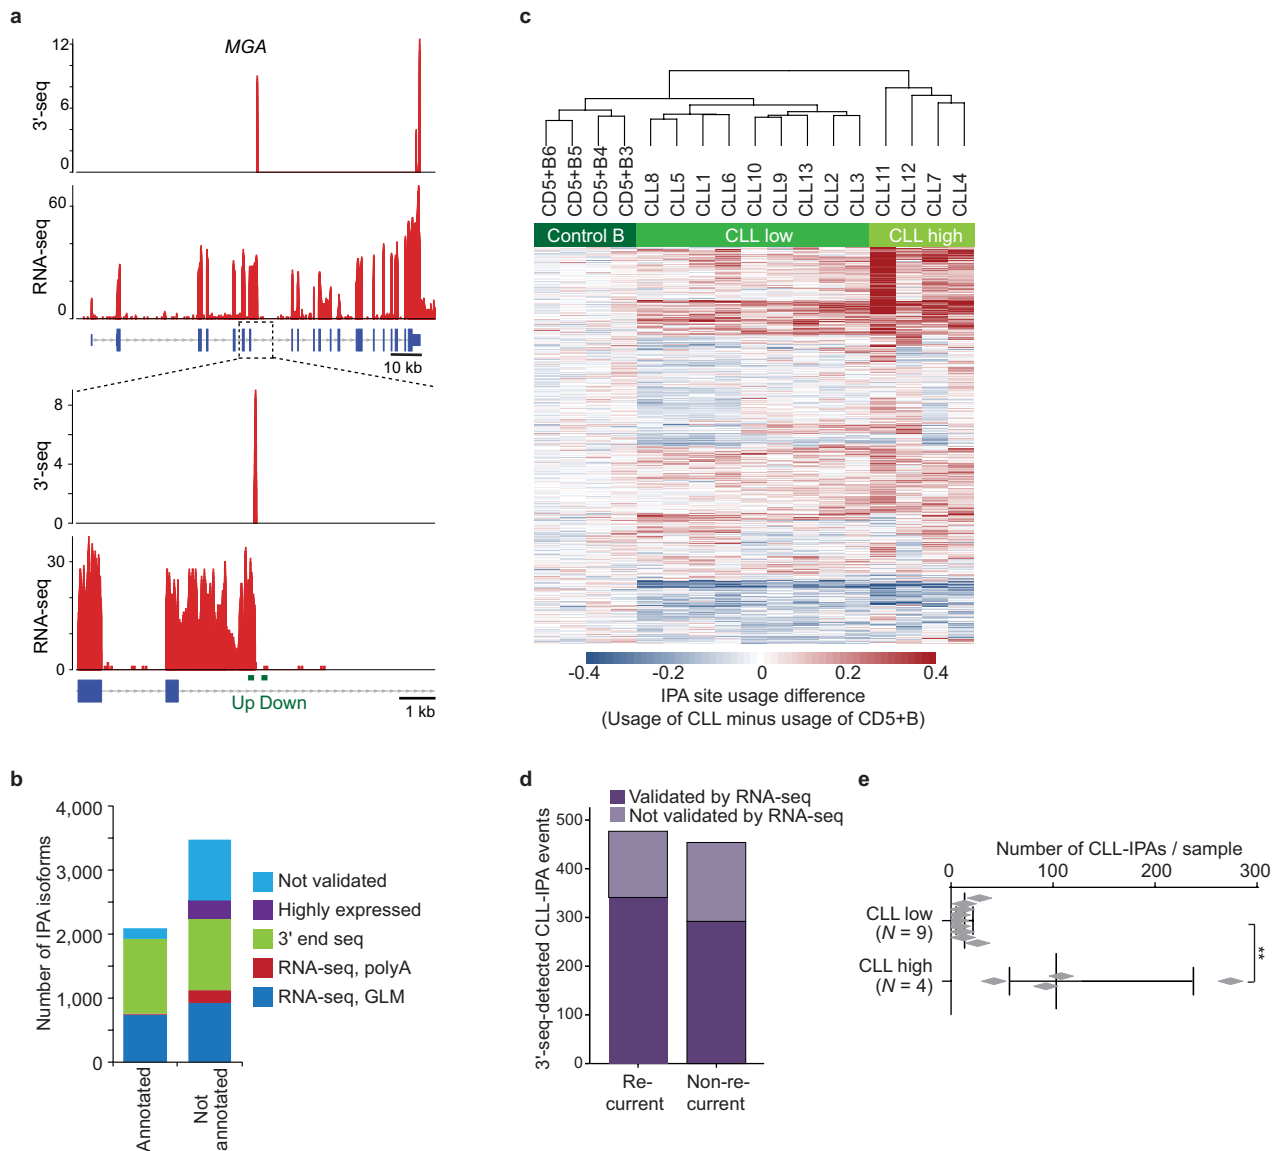 a
MGA
3'-seq
12
6
0
RNA-seq
60
0
10 kb
3'-seq
8
4
0
RNA-seq
30
0
Up Down
1 kb
b
Number of IPA isoforms
4,000
3,000
2,000
1,000
0
Annotated
Not annotated
Not validated
Highly expressed
3' end seq
RNA-seq, polyA
RNA-seq, GLM
c
CD5+B6
CD5+B5
CD5+B4
CD5+B3
CLL8
CLL5
CLL1
CLL6
CLL10
CLL9
CLL13
CLL2
CLL3
CLL11
CLL12
CLL7
CLL4
Control B
CLL low
CLL high
-0.4
-0.2
0
0.2
0.4
IPA site usage difference
(Usage of CLL minus usage of CD5+B)
d
Validated by RNA-seq
Not validated by RNA-seq
3'-seq-detected CLL-IPA events
500
400
300
200
100
0
Re-
current
Non-re-
current
e
Number of CLL-IPAs / sample
0
100
200
300
CLL low
(N = 9)
CLL high
(N = 4)
**